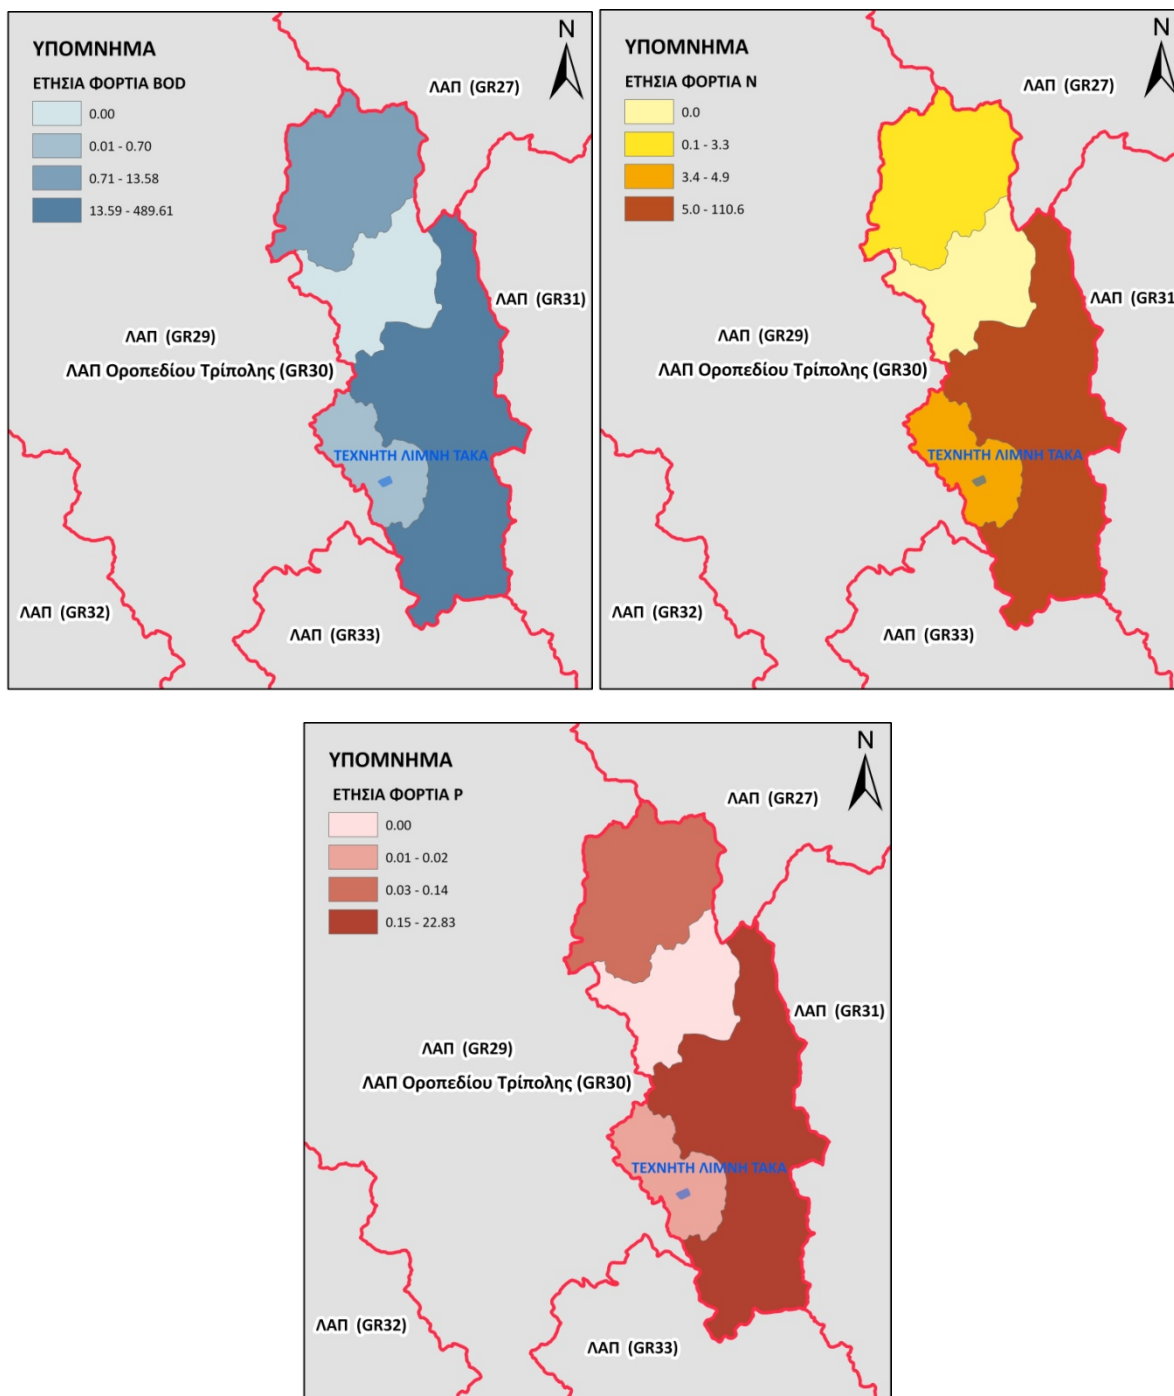 ΥΠΟΜΝΗΜΑ
ΕΤΗΣΙΑ ΦΟΡΤΙΑ BOD
0.00
0.01 - 0.70
0.71 - 13.58
13.59 - 489.61
N
ΛΑΠ (GR27)
ΛΑΠ (GR31)
ΛΑΠ (GR29)
ΛΑΠ Οροπεδίου Τρίπολης (GR30)
ΤΕΧΝΗΤΗ ΛΙΜΝΗ ΤΑΚΑ
ΛΑΠ (GR32)
ΛΑΠ (GR33)
ΥΠΟΜΝΗΜΑ
ΕΤΗΣΙΑ ΦΟΡΤΙΑ N
0.0
0.1 - 3.3
3.4 - 4.9
5.0 - 110.6
N
ΛΑΠ (GR27)
ΛΑΠ (GR31
ΛΑΠ (GR29)
ΛΑΠ Οροπεδίου Τρίπολης (GR30)
ΤΕΧΝΗΤΗ ΛΙΜΝΗ ΤΑΚΑ
ΛΑΠ (GR32)
ΛΑΠ (GR33)
ΥΠΟΜΝΗΜΑ
ΕΤΗΣΙΑ ΦΟΡΤΙΑ P
0.00
0.01 - 0.02
0.03 - 0.14
0.15 - 22.83
N
ΛΑΠ (GR27)
ΛΑΠ (GR31)
ΛΑΠ (GR29)
ΛΑΠ Οροπεδίου Τρίπολης (GR30)
ΤΕΧΝΗΤΗ ΛΙΜΝΗ ΤΑΚΑ
ΛΑΠ (GR32)
ΛΑΠ (GR33)